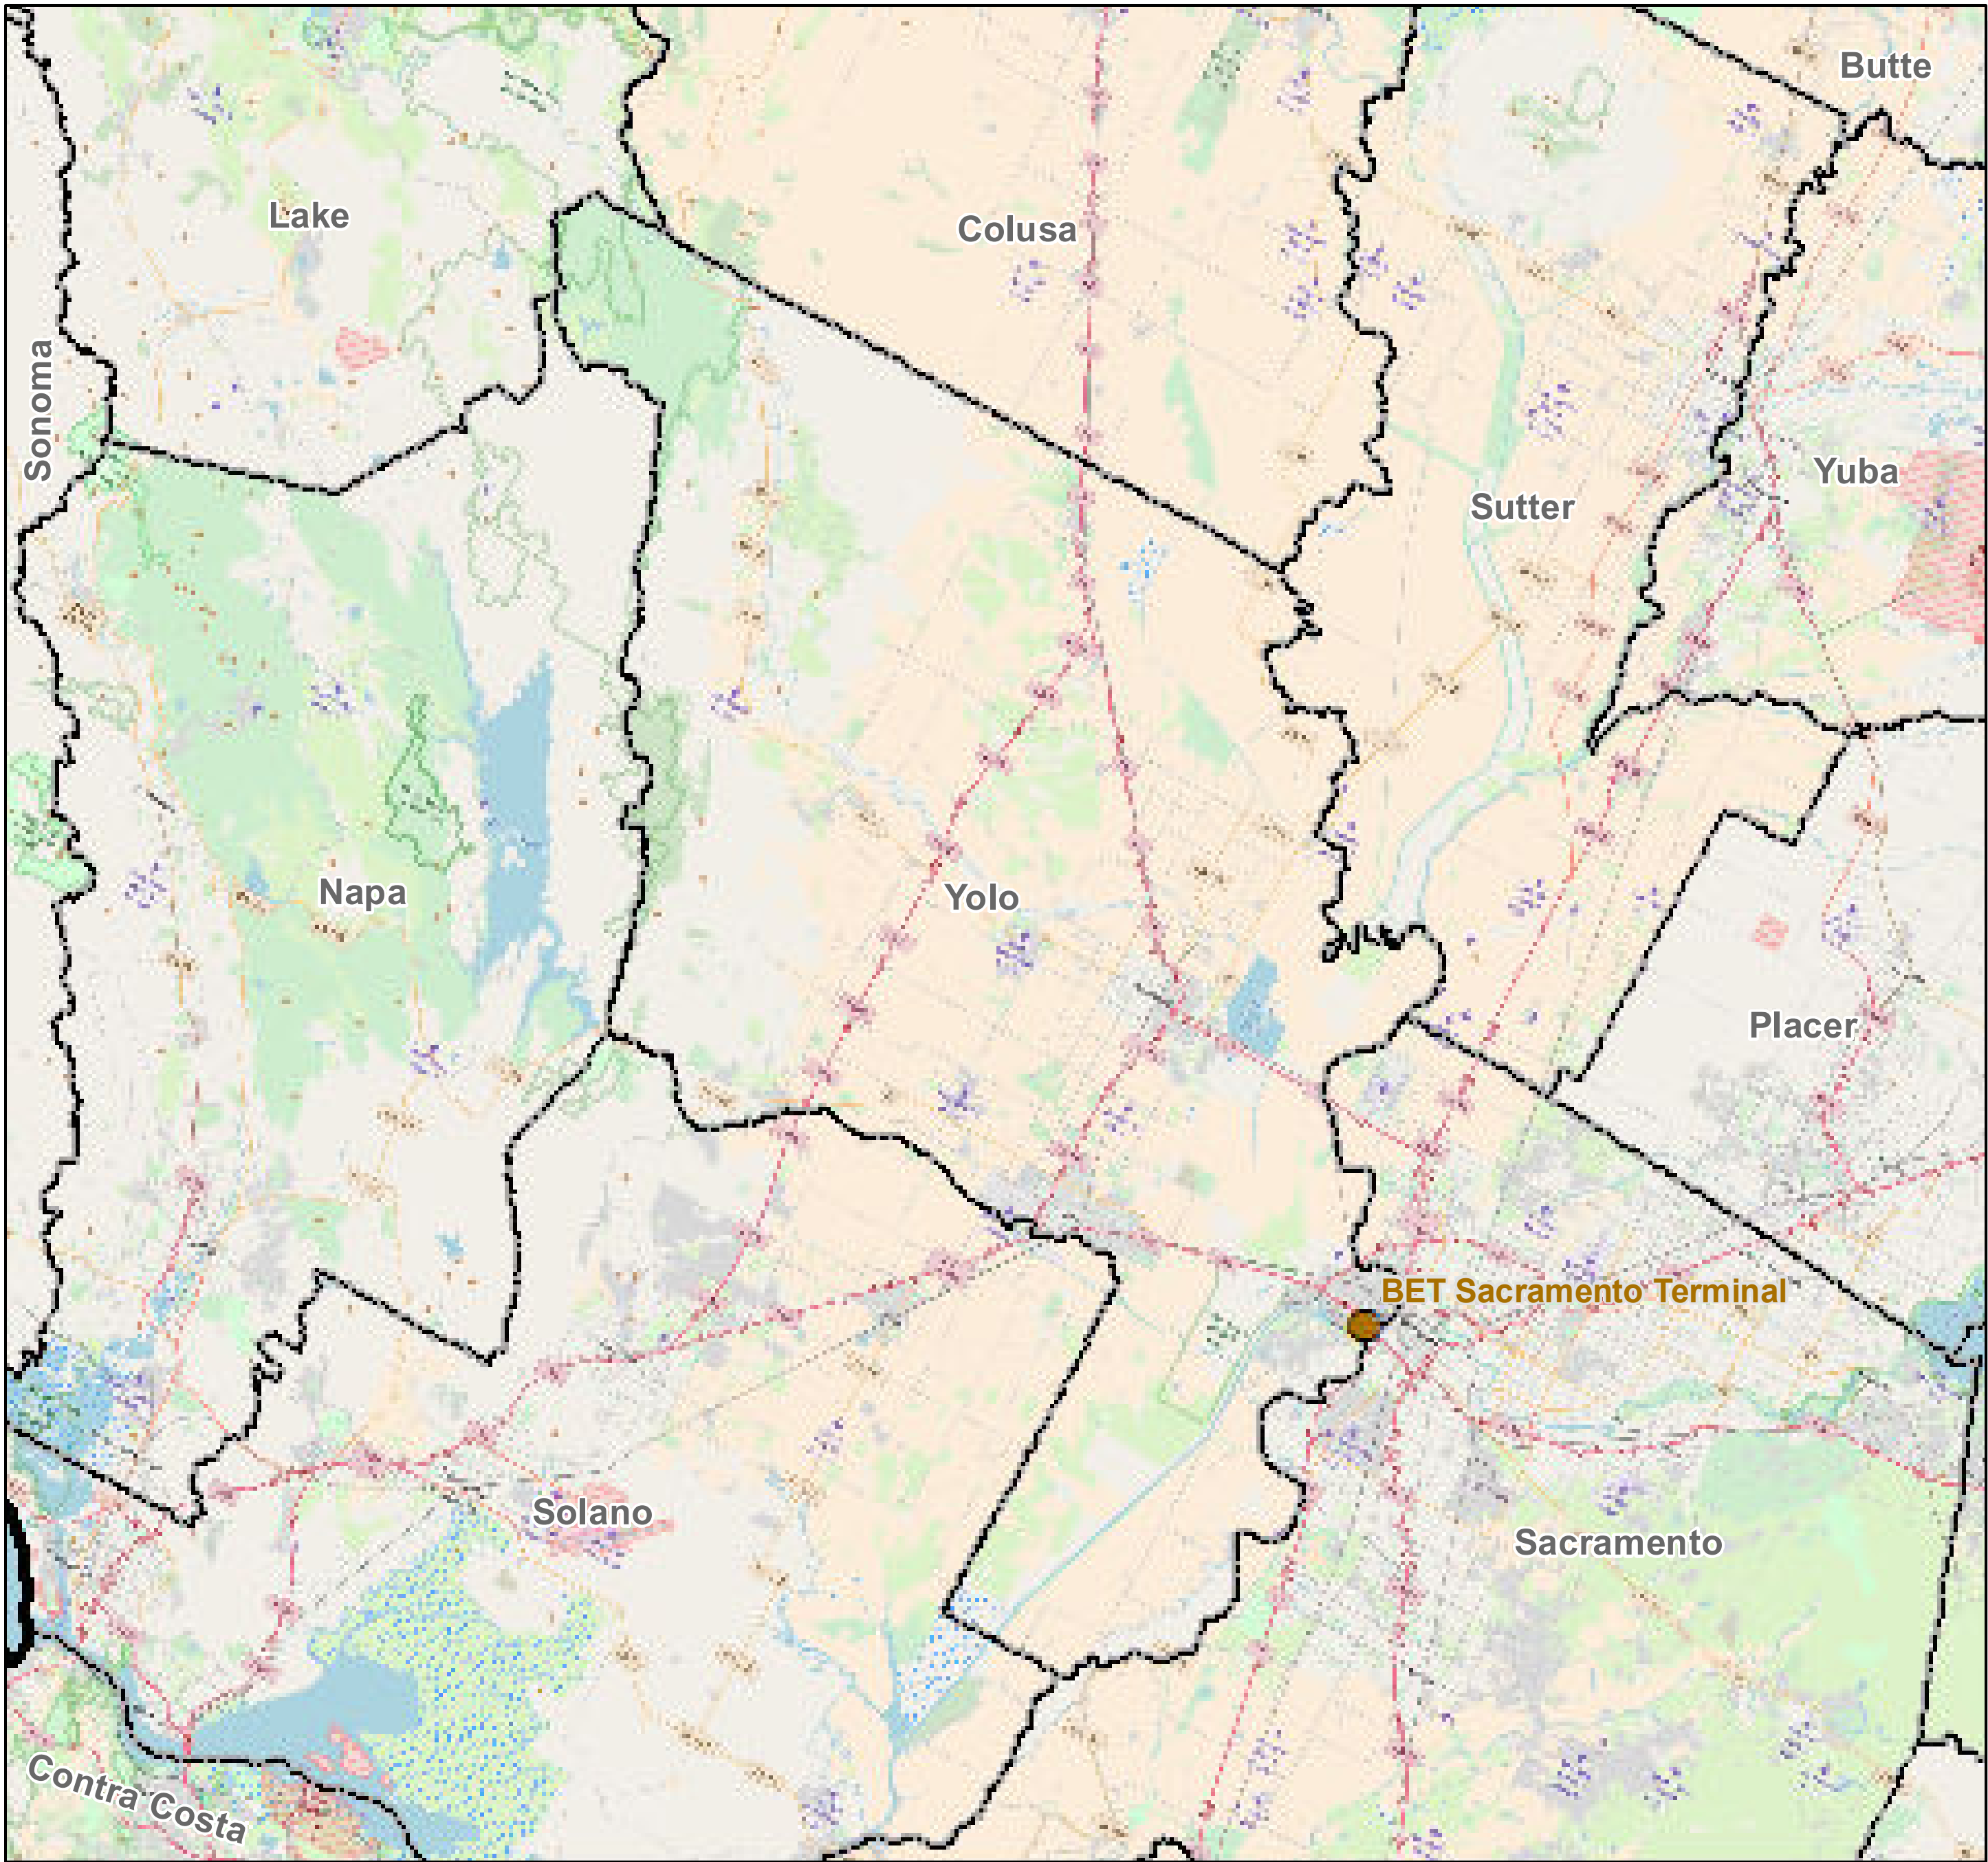 Butte
Lake
Colusa
Sonoma
Yuba
Sutter
Napa
Yolo
Placer
BET Sacramento Terminal
Solano
Sacramento
Contra Costa